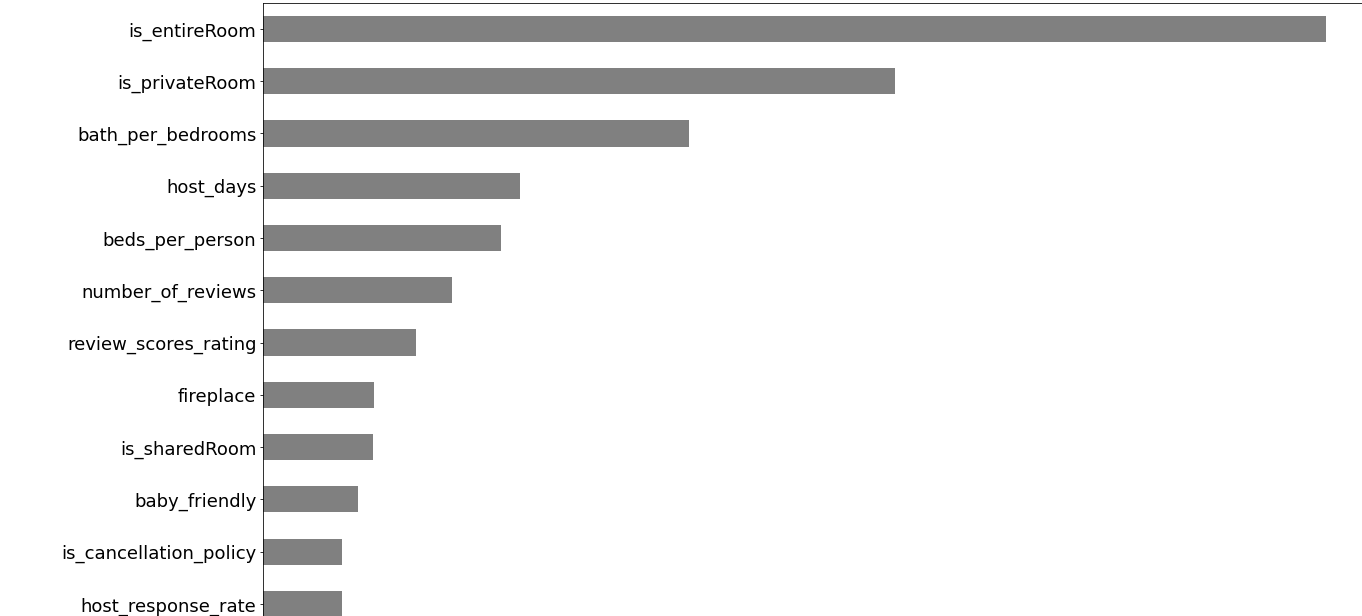 is_entireRoom
is_privateRoom
bath_per_bedrooms
host_days
beds_per_person
number_of_reviews
review_scores_rating
fireplace
is_sharedRoom
baby_friendly
is_cancellation_policy
host_response_rate